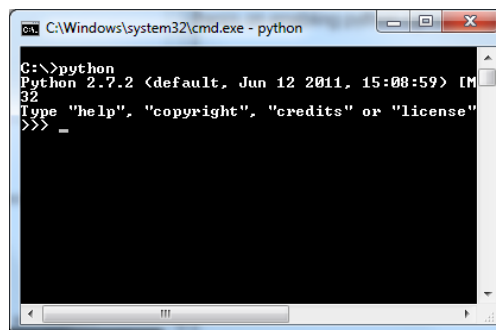 C:\Windows\system32\cmd.exe - python
C:\>python
Python 2.7.2 (default, Jun 12 2011, 15:08:59) [M
32
Type "help", "copyright", "credits" or "license"
>>> _